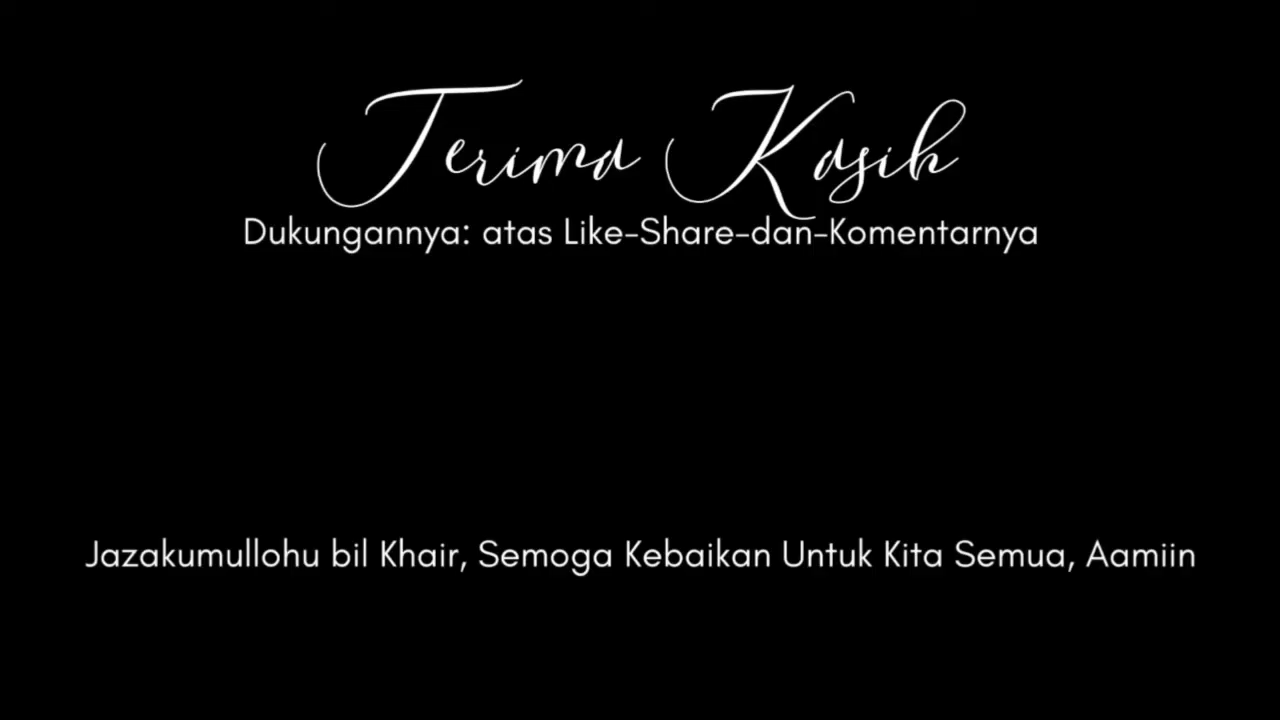 Terima Kasih
Dukungannya: atas Like-Share-dan-Komentarnya
Jazakumullohu bil Khair, Semoga Kebaikan Untuk Kita Semua, Aamiin